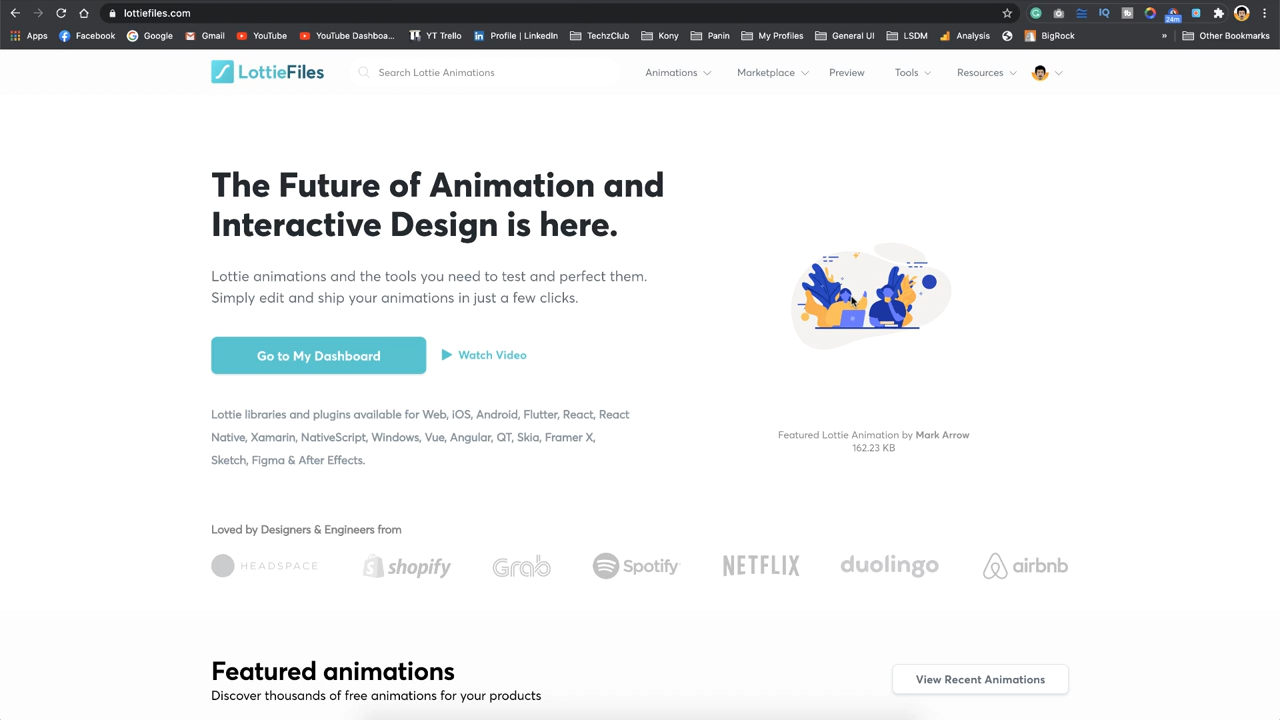 lottiefiles.com
24m
Apps Facebook Google Gmail YouTube YouTube Dashboa... YT Trello Profile | LinkedIn TechzClub Kony Panin My Profiles General UI LSDM Analysis BigRock » Other Bookmarks
LottieFiles Search Lottie Animations Animations Marketplace Preview Tools Resources
The Future of Animation and
Interactive Design is here.
Lottie animations and the tools you need to test and perfect them.
Simply edit and ship your animations in just a few clicks.
Go to My Dashboard Watch Video
Lottie libraries and plugins available for Web, iOS, Android, Flutter, React, React
Native, Xamarin, NativeScript, Windows, Vue, Angular, QT, Skia, Framer X,
Sketch, Figma & After Effects.
Featured Lottie Animation by Mark Arrow
162.23 KB
Loved by Designers & Engineers from
HEADSPACE shopify Grab Spotify NETFLIX duolingo airbnb
Featured animations
Discover thousands of free animations for your products
View Recent Animations